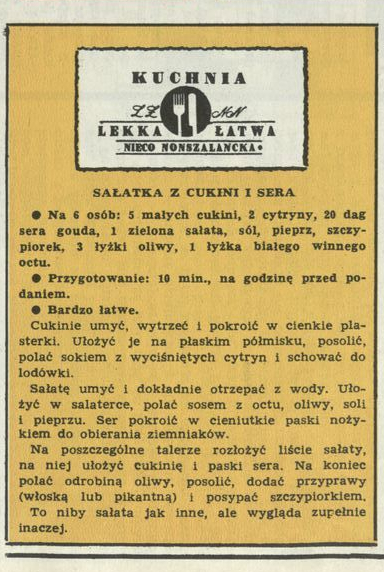 KUCHNIA
ŁŻ NN
LEKKA ŁATWA
NIECO NONSZALANCKA•
SAŁATKA Z CUKINI I SERA
● Na 6 osób: 5 małych cukini, 2 cytryny, 20 dag
sera gouda, 1 zielona sałata, sól, pieprz, szczy-
piorek, 3 łyżki oliwy, 1 łyżka białego winnego
octu.
● Przygotowanie: 10 min., na godzinę przed po-
daniem.
● Bardzo łatwe.
Cukinie umyć, wytrzeć i pokroić w cienkie pla-
sterki. Ułożyć je na płaskim półmisku, posolić,
polać sokiem z wyciśniętych cytryn i schować do
lodówki.
Sałatę umyć i dokładnie otrzepać z wody. Uło-
żyć w salaterce, polać sosem z octu, oliwy, soli
i pieprzu. Ser pokroić w cieniutkie paski noży-
kiem do obierania ziemniaków.
Na poszczególne talerze rozłożyć liście sałaty,
na niej ułożyć cukinię i paski sera. Na koniec
polać odrobiną oliwy, posolić, dodać przyprawy
(włoską lub pikantną) i posypać szczypiorkiem.
To niby sałata jak inne, ale wygląda zupełnie
inaczej.